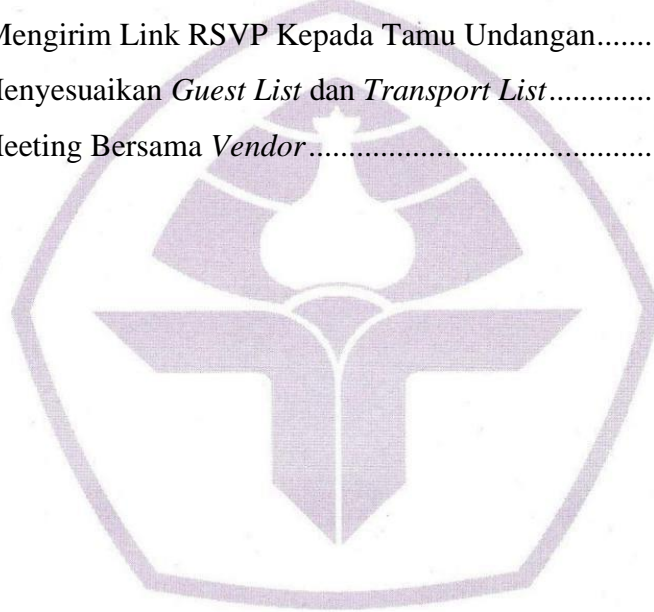 Mengirim Link RSVP Kepada Tamu Undangan.......
Menyesuaikan Guest List dan Transport List.............
Meeting Bersama Vendor...........................................